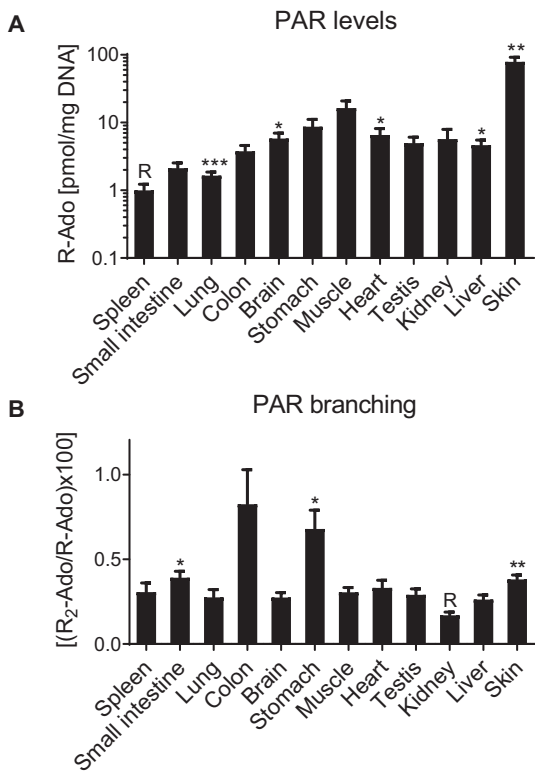 A
PAR levels
R-Ado [pmol/mg DNA]
100
10
1
0.1
R
***
*
*
*
**
Spleen
Small intestine
Lung
Colon
Brain
Stomach
Muscle
Heart
Testis
Kidney
Liver
Skin
B
PAR branching
[(R₂-Ado/R-Ado)x100]
1.0
0.5
0.0
*
*
R
**
Spleen
Small intestine
Lung
Colon
Brain
Stomach
Muscle
Heart
Testis
Kidney
Liver
Skin